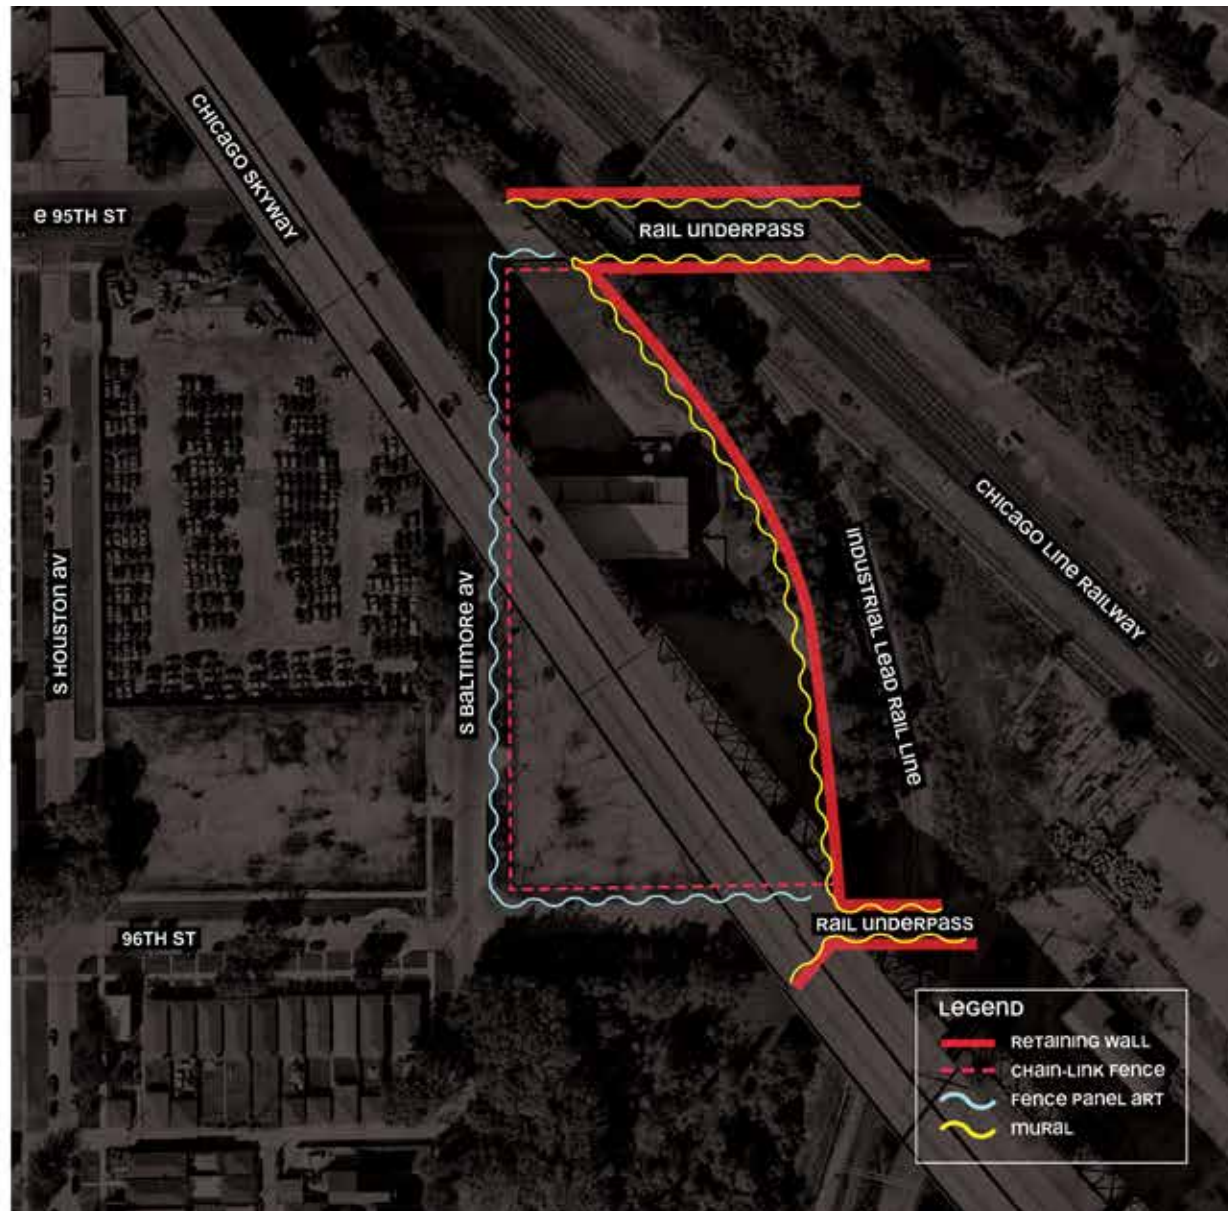 CHICAGO SKYWAY
e 95TH ST
RAIL UNDERPASS
CHICAGO LINE RAILWAY
INDUSTRIAL LEAD RAIL LINE
S HOUSTON AV
S BALTIMORE AV
96TH ST
RAIL UNDERPASS
LEGEND
RETAINING WALL
CHAIN-LINK FENCE
FENCE PANEL ART
MURAL